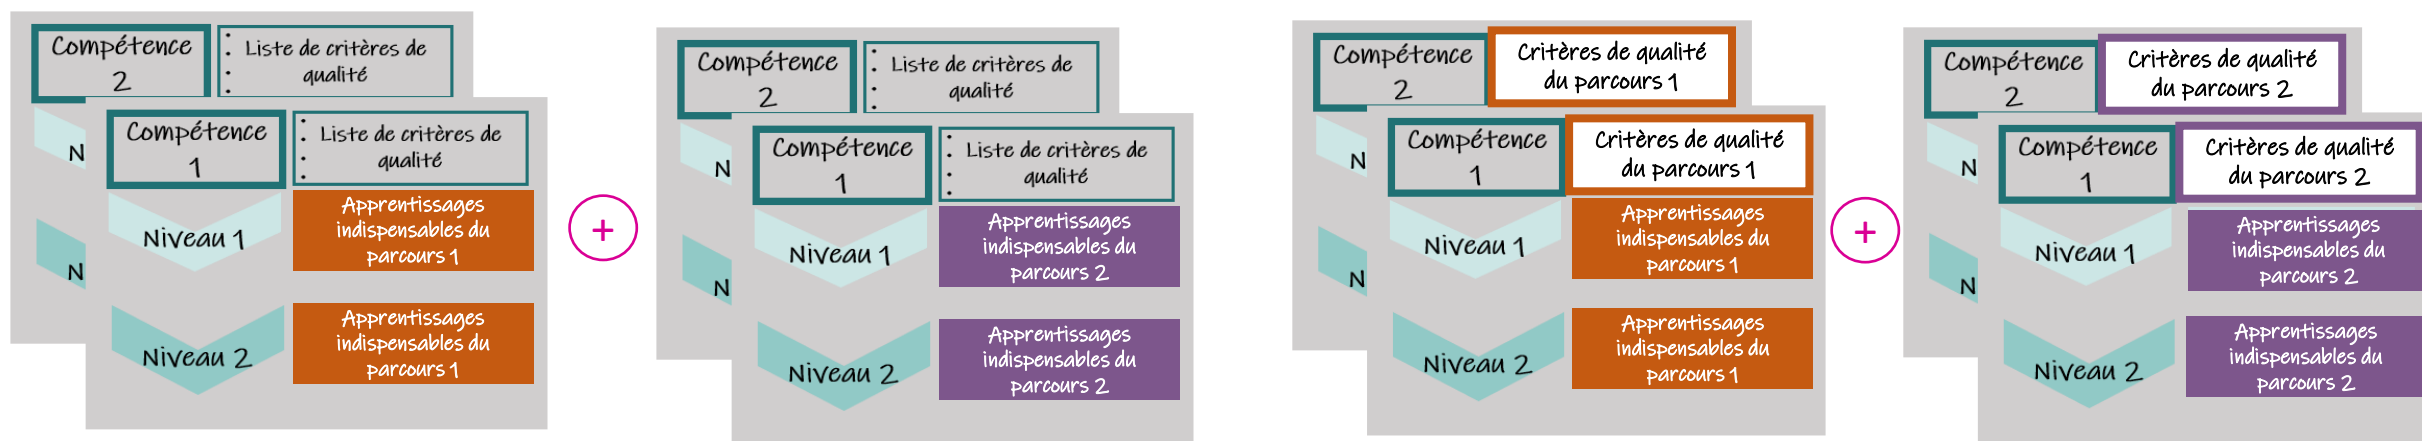 Compétence
2
Liste de critères de
qualité
N
N
Compétence
1
Liste de critères de
qualité
Niveau 1
Apprentissages
indispensables du
parcours 1
Niveau 2
Apprentissages
indispensables du
parcours 1
+
Compétence
2
Liste de critères de
qualité
N
N
Compétence
1
Liste de critères de
qualité
Niveau 1
Apprentissages
indispensables du
parcours 2
Niveau 2
Apprentissages
indispensables du
parcours 2
Compétence
2
Critères de qualité
du parcours 1
N
N
Compétence
1
Critères de qualité
du parcours 1
Niveau 1
Apprentissages
indispensables du
parcours 1
Niveau 2
Apprentissages
indispensables du
parcours 1
+
Compétence
2
Critères de qualité
du parcours 2
N
N
Compétence
1
Critères de qualité
du parcours 2
Niveau 1
Apprentissages
indispensables du
parcours 2
Niveau 2
Apprentissages
indispensables du
parcours 2